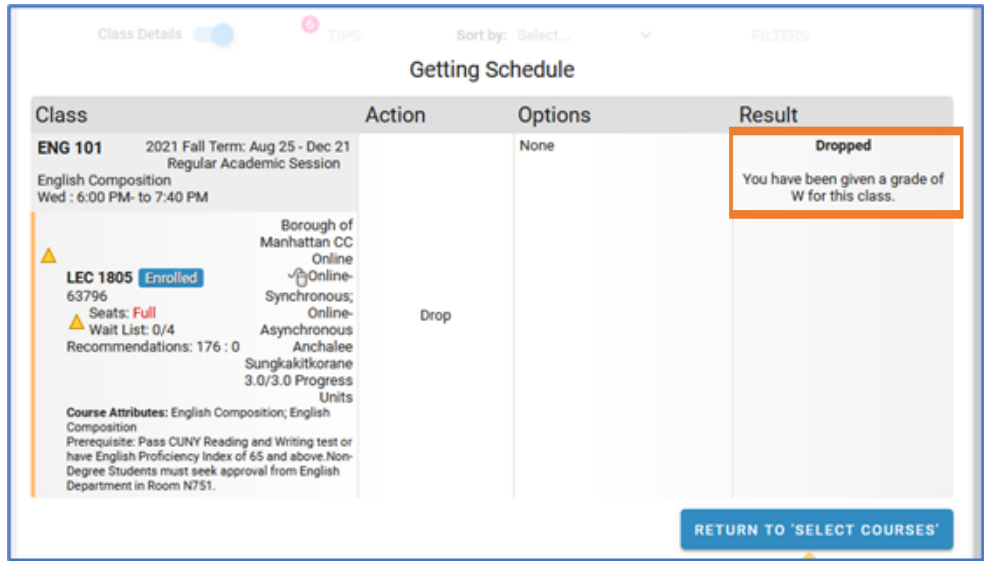 Class Details
6
TIPS
Sort by: Select...
FILTERS
Getting Schedule
Class
Action
Options
Result
ENG 101
2021 Fall Term: Aug 25 - Dec 21
Regular Academic Session
English Composition
Wed : 6:00 PM- to 7:40 PM
None
Dropped
You have been given a grade of
W for this class.
LEC 1805 Enrolled
63796
Seats: Full
Wait List: 0/4
Recommendations: 176 : 0
Borough of
Manhattan CC
Online
Online-
Synchronous;
Online-
Asynchronous
Anchalee
Sungkakitkorane
3.0/3.0 Progress
Units
Drop
Course Attributes: English Composition; English
Composition
Prerequisite: Pass CUNY Reading and Writing test or
have English Proficiency Index of 65 and above.Non-
Degree Students must seek approval from English
Department in Room N751.
RETURN TO 'SELECT COURSES'